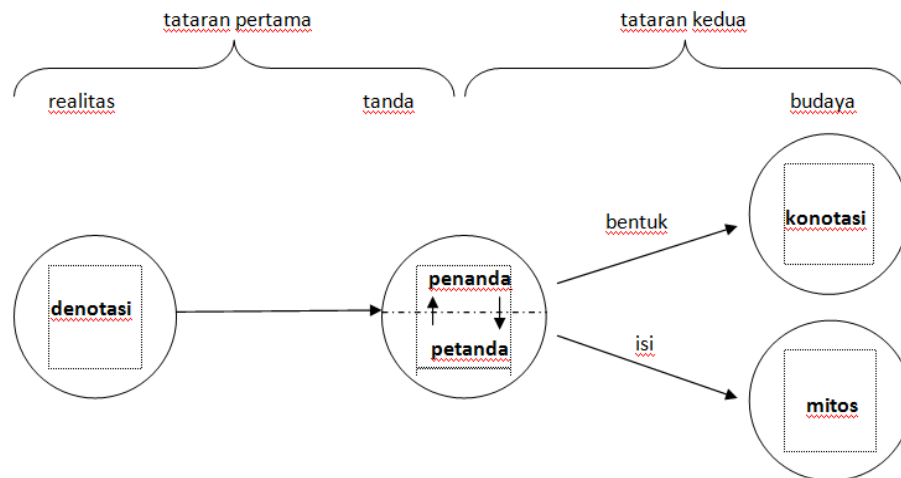 tataran pertama
tataran kedua
realitas
tanda
budaya
denotasi
penanda
petanda
bentuk
isi
konotasi
mitos